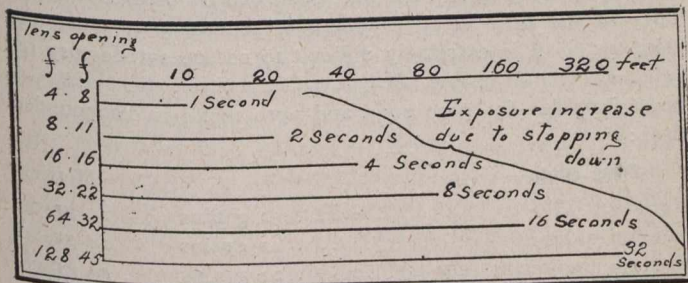 lens opening
f f
10 20 40 80 160 320 feet
4 · 8 1 Second
Exposure increase
8 · 11 2 Seconds due to stopping
down.
16 · 16 4 Seconds
32 · 22 8 Seconds
64 32 16 Seconds
128 45 32
Seconds